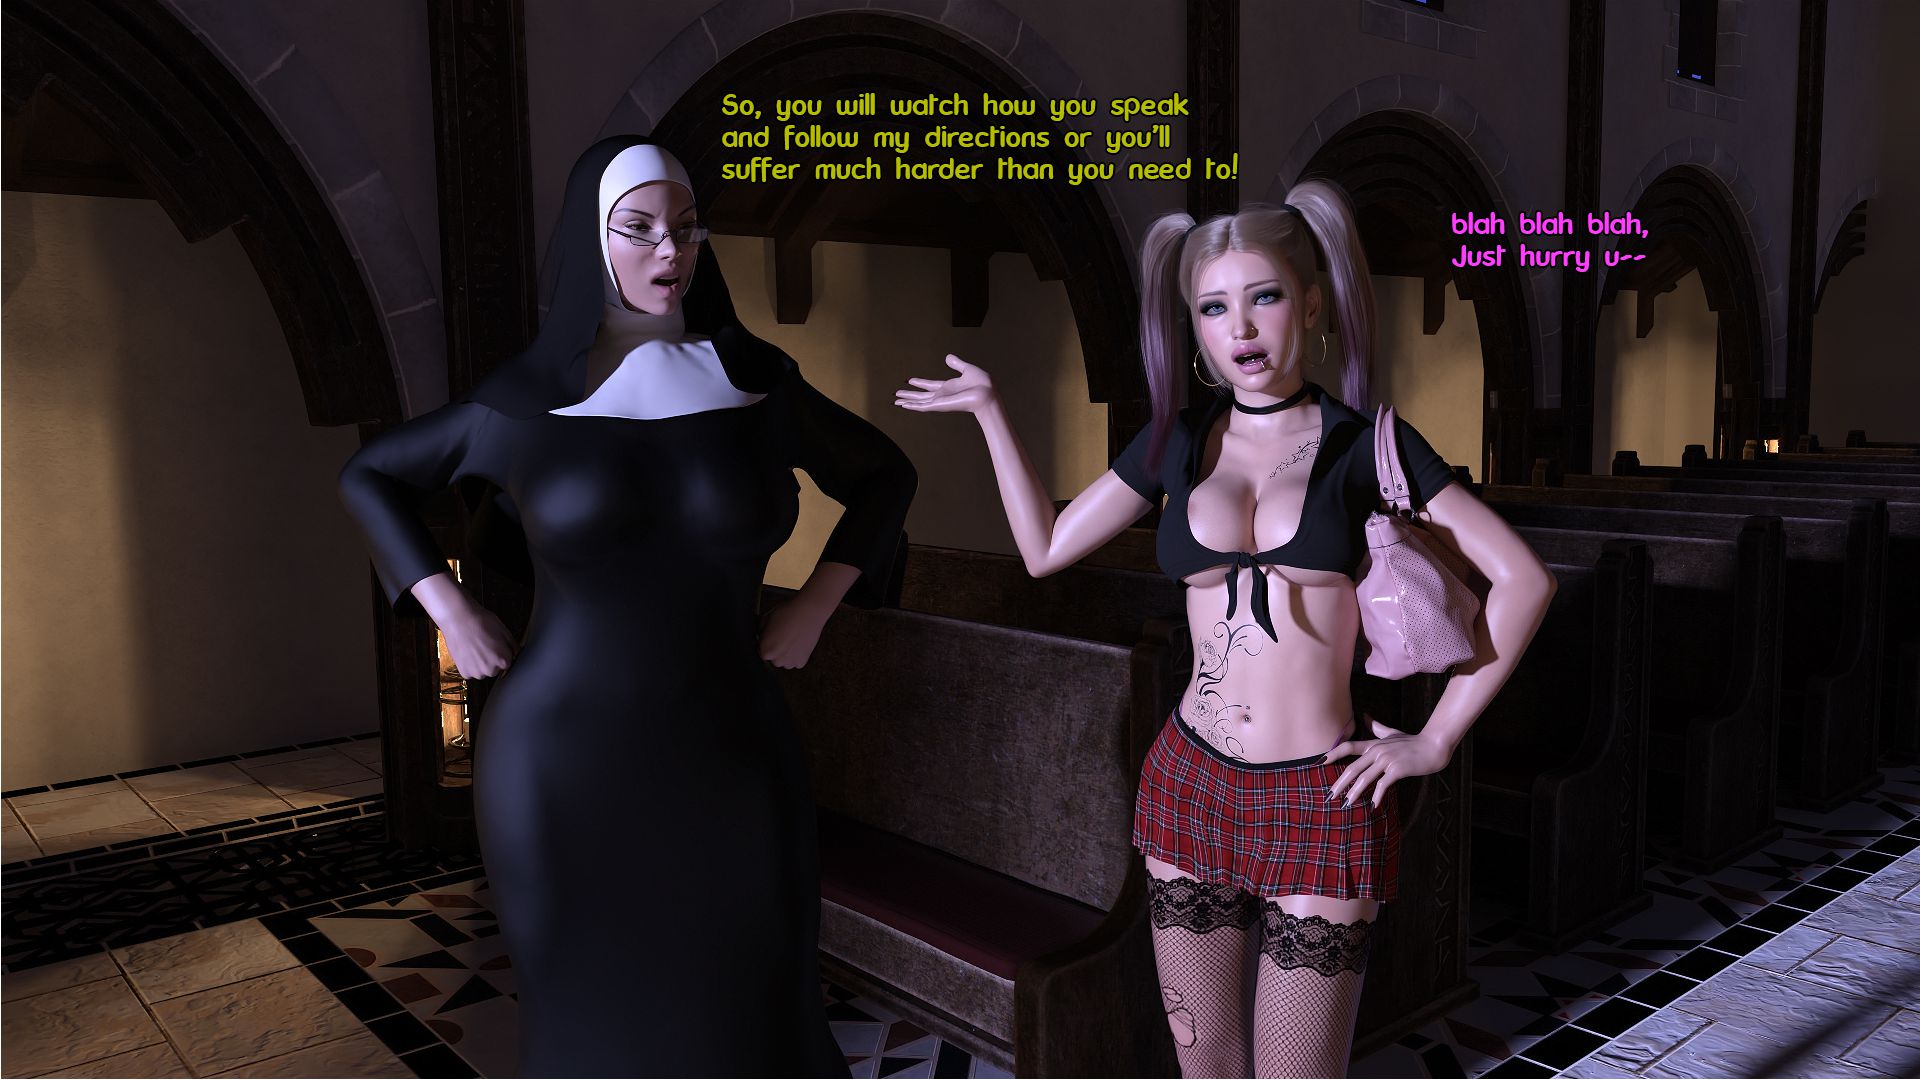 So, you will watch how you speak
and follow my directions or you'll
suffer much harder than you need to!
blah blah blah,
Just hurry u--